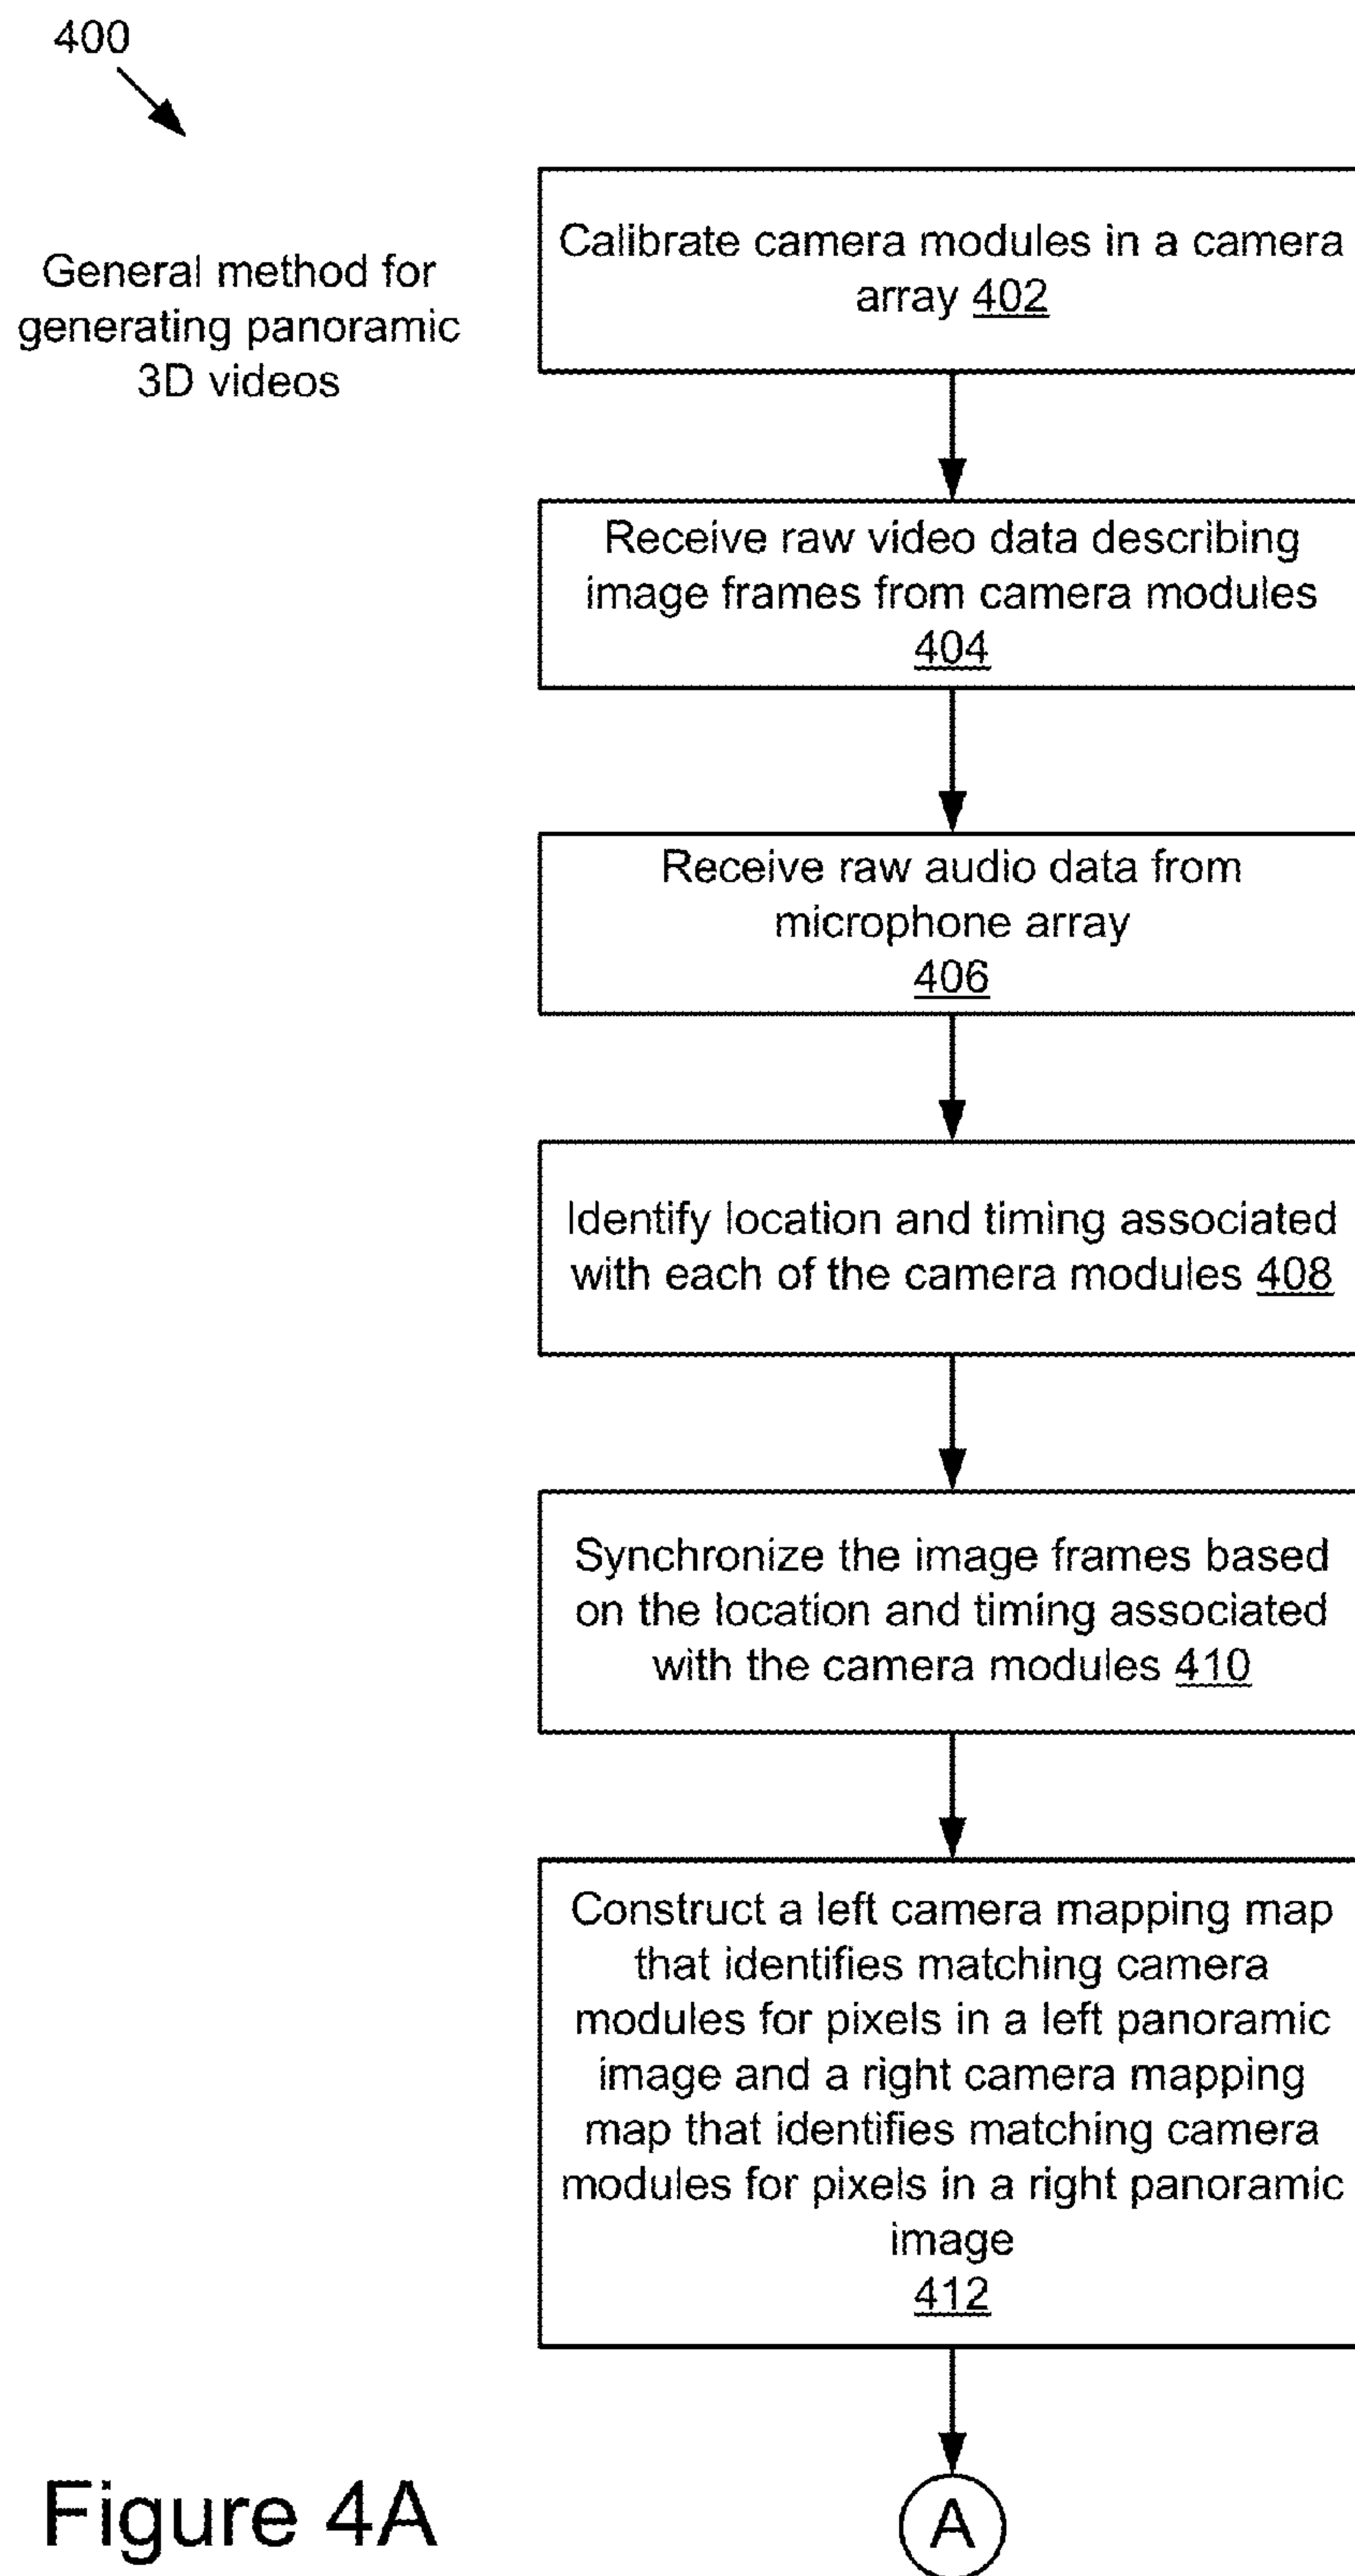 400
General method for
generating panoramic
3D videos
Calibrate camera modules in a camera
array 402
Receive raw video data describing
image frames from camera modules
404
Receive raw audio data from
microphone array
406
Identify location and timing associated
with each of the camera modules 408
Synchronize the image frames based
on the location and timing associated
with the camera modules 410
Construct a left camera mapping map
that identifies matching camera
modules for pixels in a left panoramic
image and a right camera mapping
map that identifies matching camera
modules for pixels in a right panoramic
image
412
A
Figure 4A